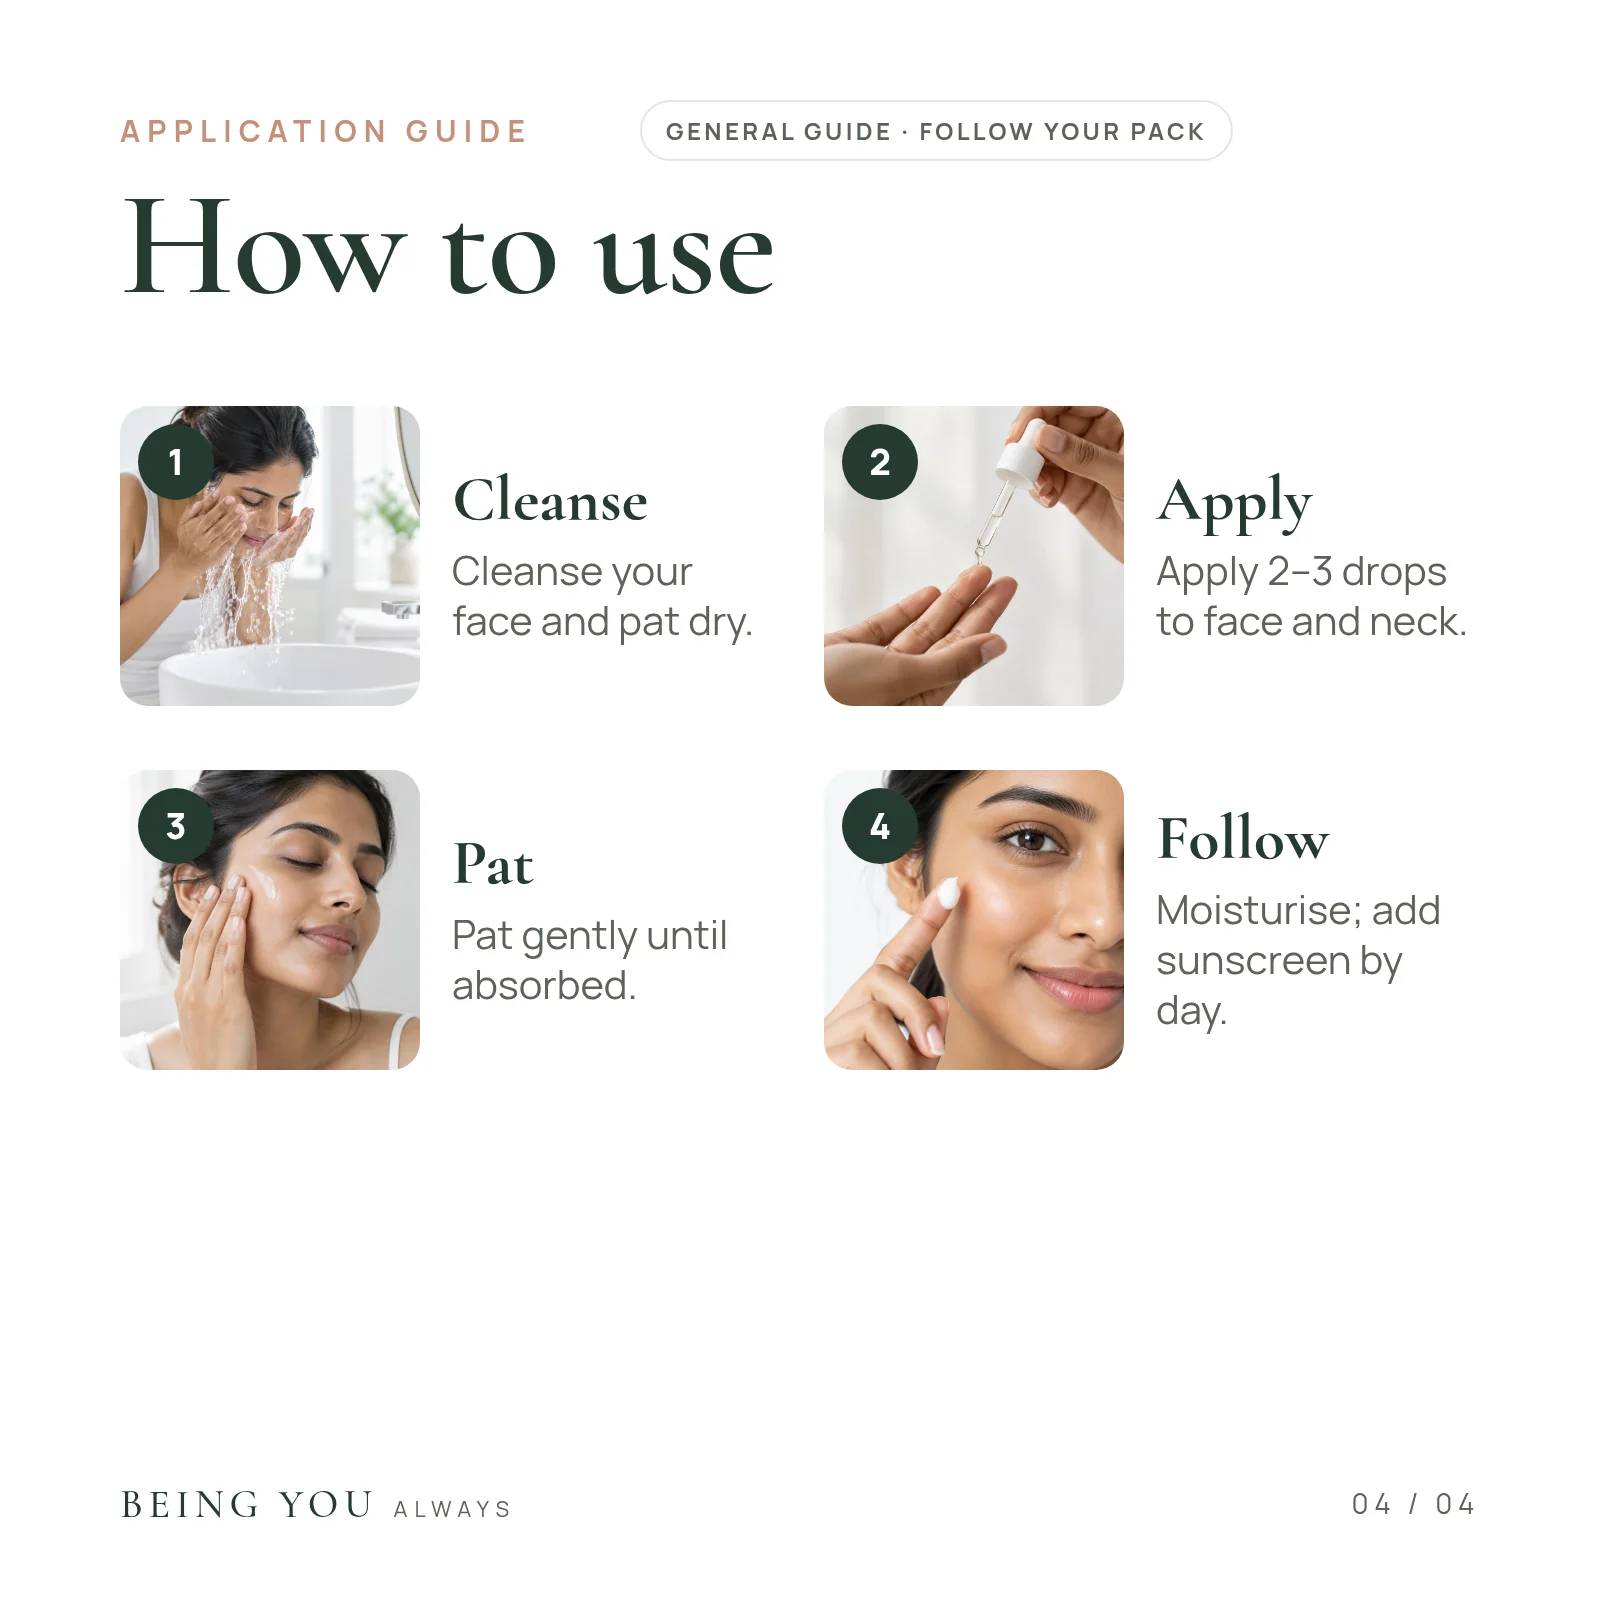 APPLICATION GUIDE
GENERAL GUIDE · FOLLOW YOUR PACK
How to use
1
Cleanse
Cleanse your
face and pat dry.
2
Apply
Apply 2–3 drops
to face and neck.
3
Pat
Pat gently until
absorbed.
4
Follow
Moisturise; add
sunscreen by
day.
BEING YOU ALWAYS
04 / 04